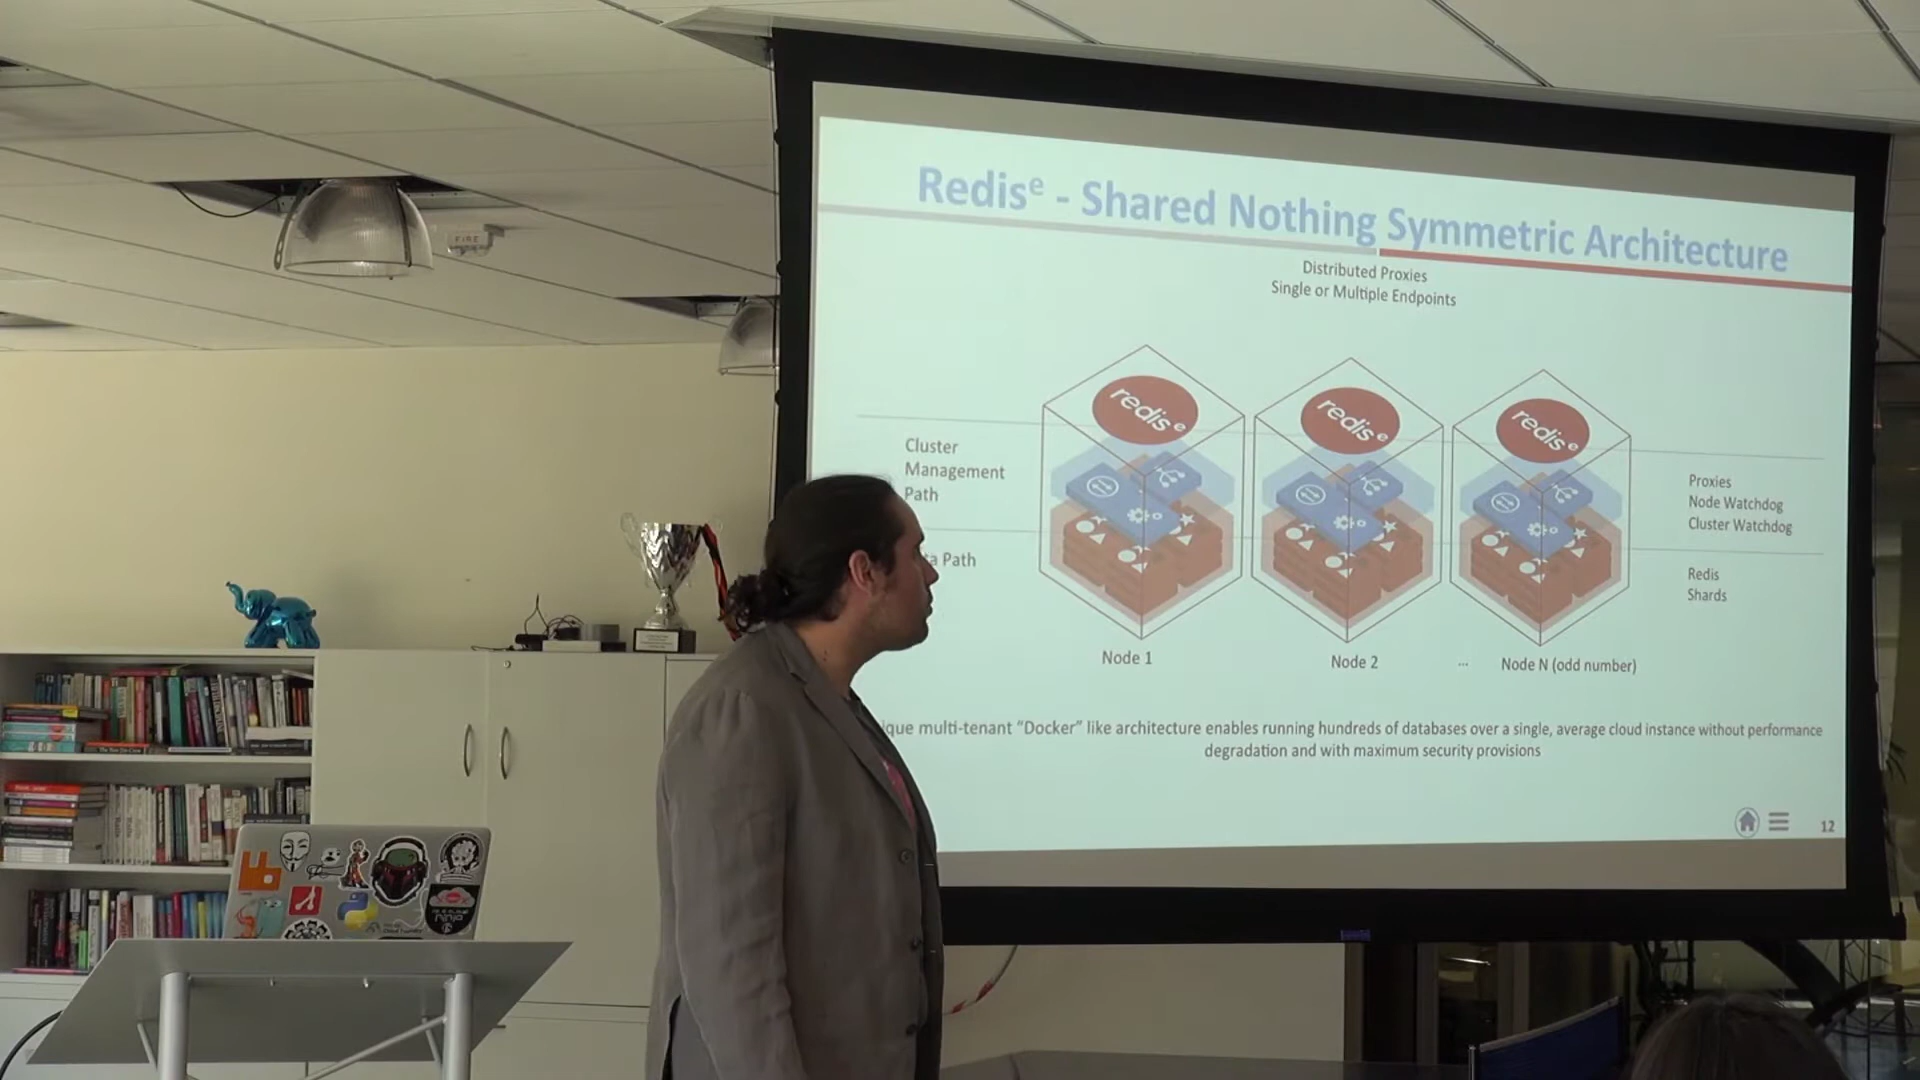 Redisᵉ - Shared Nothing Symmetric Architecture
Distributed Proxies
Single or Multiple Endpoints
redis e
redis e
redis e
Cluster
Management
Path
Path
Proxies
Node Watchdog
Cluster Watchdog
Redis
Shards
Node 1
Node 2
...
Node N (odd number)
multi-tenant “Docker” like architecture enables running hundreds of databases over a single, average cloud instance without performance
degradation and with maximum security provisions
12
FIRE
ninja